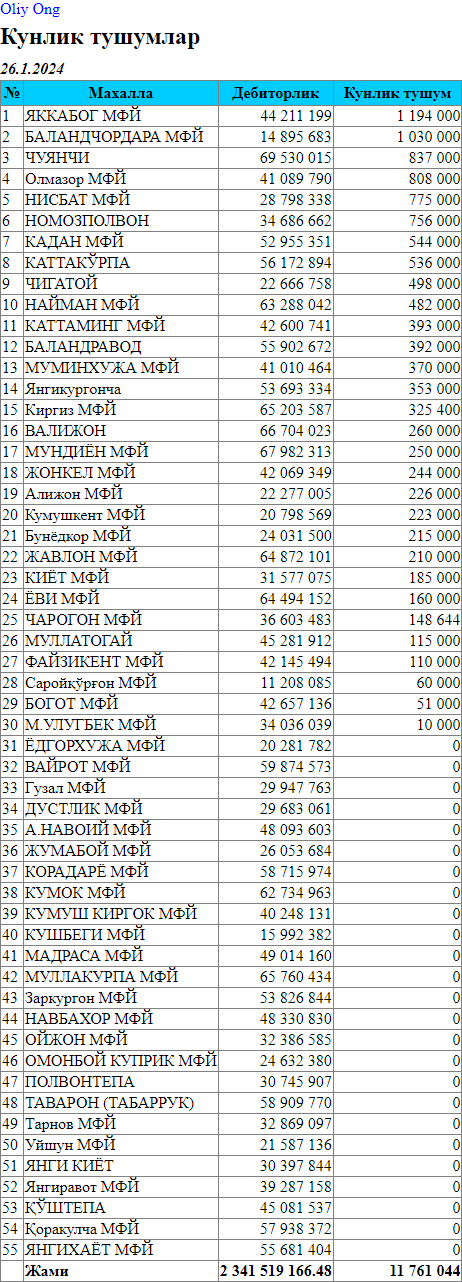 Oliy Ong
Кунлик тушумлар
26.1.2024
№ Махалла Дебиторлик Кунлик тушум
1 ЯККАБОГ МФЙ 44 211 199 1 194 000
2 БАЛАНДЧОРДАРА МФЙ 14 895 683 1 030 000
3 ЧУЯНЧИ 69 530 015 837 000
4 Олмазор МФЙ 41 089 790 808 000
5 НИСБАТ МФЙ 28 798 338 775 000
6 НОМОЗПОЛВОН 34 686 662 756 000
7 КАДАН МФЙ 52 955 351 544 000
8 КАТТАКЎРПА 56 172 894 536 000
9 ЧИГАТОЙ 22 666 758 498 000
10 НАЙМАН МФЙ 63 288 042 482 000
11 КАТТАМИНГ МФЙ 42 600 741 393 000
12 БАЛАНДРАВОД 55 902 672 392 000
13 МУМИНХУЖА МФЙ 41 010 464 370 000
14 Янгикургонча 53 693 334 353 000
15 Киргиз МФЙ 65 203 587 325 400
16 ВАЛИЖОН 66 704 023 260 000
17 МУНДИЁН МФЙ 67 982 313 250 000
18 ЖОНКЕЛ МФЙ 42 069 349 244 000
19 Алижон МФЙ 22 277 005 226 000
20 Кумушкент МФЙ 20 798 569 223 000
21 Бунёдкор МФЙ 24 031 500 215 000
22 ЖАВЛОН МФЙ 64 872 101 210 000
23 КИЁТ МФЙ 31 577 075 185 000
24 ЁВИ МФЙ 64 494 152 160 000
25 ЧАРОГОН МФЙ 36 603 483 148 644
26 МУЛЛАТОГАЙ 45 281 912 115 000
27 ФАЙЗИКЕНТ МФЙ 42 145 494 110 000
28 Саройқўрғон МФЙ 11 208 085 60 000
29 БОГОТ МФЙ 42 657 136 51 000
30 М.УЛУГБЕК МФЙ 34 036 039 10 000
31 ЁДГОРХУЖА МФЙ 20 281 782 0
32 ВАЙРОТ МФЙ 59 874 573 0
33 Гузал МФЙ 29 947 763 0
34 ДУСТЛИК МФЙ 29 683 061 0
35 А.НАВОИЙ МФЙ 48 093 603 0
36 ЖУМАБОЙ МФЙ 26 053 684 0
37 КОРАДАРЁ МФЙ 58 715 974 0
38 КУМОК МФЙ 62 734 963 0
39 КУМУШ КИРГОК МФЙ 40 248 131 0
40 КУШБЕГИ МФЙ 15 992 382 0
41 МАДРАСА МФЙ 49 014 160 0
42 МУЛЛАКУРПА МФЙ 65 760 434 0
43 Заркургон МФЙ 53 826 844 0
44 НАВБАХОР МФЙ 48 330 830 0
45 ОЙЖОН МФЙ 32 386 585 0
46 ОМОНБОЙ КУПРИК МФЙ 24 632 380 0
47 ПОЛВОНТЕПА 30 745 907 0
48 ТАВАРОН (ТАБАРРУК) 58 909 770 0
49 Тарнов МФЙ 32 869 097 0
50 Уйшун МФЙ 21 587 136 0
51 ЯНГИ КИЁТ 30 397 844 0
52 Янгиравот МФЙ 39 287 158 0
53 ҚЎШТЕПА 45 081 537 0
54 Қоракулча МФЙ 57 938 372 0
55 ЯНГИХАЁТ МФЙ 55 681 404 0
Жами 2 341 519 166.48 11 761 044